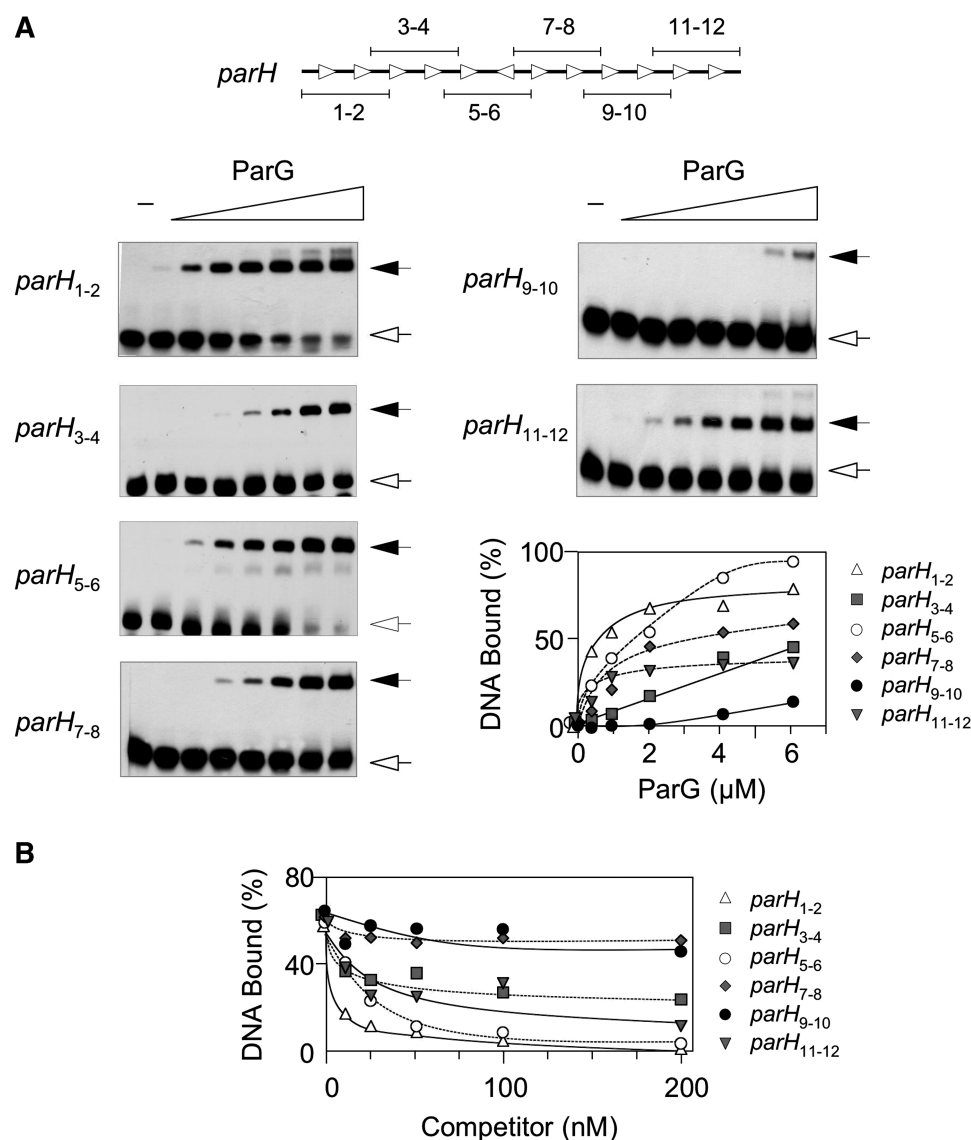 A
3-4 7-8 11-12
parH
1-2 5-6 9-10
ParG
–
parH1-2
parH3-4
parH5-6
parH7-8
ParG
–
parH9-10
parH11-12
DNA Bound (%)
100
50
0
0 2 4 6
ParG (µM)
parH1-2
parH3-4
parH5-6
parH7-8
parH9-10
parH11-12
B
DNA Bound (%)
80
40
0
0 100 200
Competitor (nM)
parH1-2
parH3-4
parH5-6
parH7-8
parH9-10
parH11-12